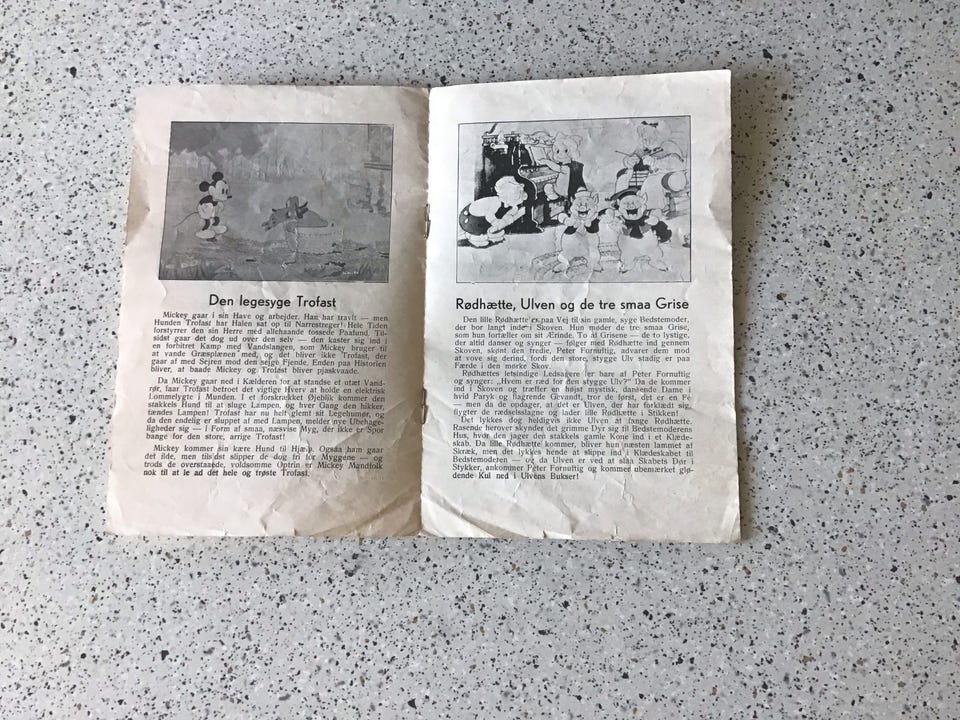 Den legesyge Trofast
Mickey gaar i sin Have og arbejder. Han har travlt — men
Hunden Trofast har Halen sat op til Narrestreger! Hele Tiden
forstyrrer den sin Herre med allehaande tossede Paafund. Til-
sidst gaar det dog ud over den selv — den kaster sig ind i
en forbitret Kamp med Vandslangen, som Mickey bruger til
at vande Græsplænen med, og det bliver ikke Trofast, der
gaar af med Sejren mod den sejge Fjende. Enden paa Historien
bliver, at baade Mickey og Trofast bliver pjaskvaade.
Da Mickey gaar ned i Kælderen for at standse et utæt Vand-
rør, faar Trofast betroet det vigtige Hverv at holde en elektrisk
Lommelygte i Munden. I et forskrækket Øjeblik kommer den
stakkels Hund til at sluge Lampen, og hver Gang den hikker,
tændes Lampen! Trofast har nu helt glemt sit Legehumør, og
da den endelig er sluppet af med Lampen, melder nye Ubehage-
ligheder sig — i Form af smaa, næsvise Myg, der ikke er Spor
bange for den store, arrige Trofast!
Mickey kommer sin kære Hund til Hjælp. Ogsaa ham gaar
det ilde, men tilsidst slipper de dog fri for Myggene — og
trods de overstaaede, voldsomme Optrin er Mickey Mandfolk
nok til at le ad det hele og trøste Trofast.
Rødhætte, Ulven og de tre smaa Grise
Den lille Rødhætte er paa Vej til sin gamle, syge Bedstemoder,
der bor langt inde i Skoven. Hun møder de tre smaa Grise,
som hun fortæller om sit Ærinde. To af Grisene — de to lystige,
der altid danser og synger — følger med Rødhætte ind gennem
Skoven, skønt den tredie, Peter Fornuftig, advarer dem mod
at vove sig derind, fordi den store, stygge Ulv stadig er paa
Færde i den mørke Skov.
Rødhættes letsindige Ledsagere ler bare af Peter Fornuftig
og synger: „Hvem er ræd for den stygge Ulv?" Da de kommer
ind i Skoven og træffer en højst mystisk, dansende Dame i
hvid Paryk og flagrende Gevandt, tror de først, det er en Fé
— men da de opdager, at det er Ulven, der har forklædt sig,
flygter de rædselsslagne og lader lille Rødhætte i Stikken!
Det lykkes dog heldigvis ikke Ulven at fange Rødhætte.
Rasende herover skynder det grimme Dyr sig til Bedstemoderens
Hus, hvor den jager den stakkels gamle Kone ind i et Klæde-
skab. Da lille Rødhætte kommer, bliver hun næsten lammet af
Skræk, men det lykkes hende at slippe ind i Klædeskabet til
Bedstemoderen — og da Ulven er ved at slaa Skabets Dør i
Stykker, ankommer Peter Fornuftig og kommer ubemærket glø-
dende Kul ned i Ulvens Bukser!